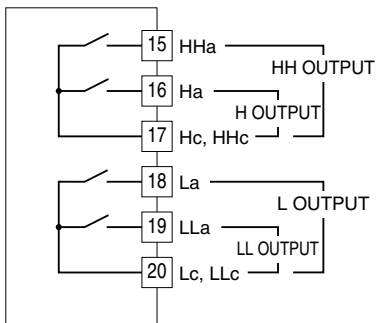 15 HHa
HH OUTPUT
16 Ha
H OUTPUT
17 Hc, HHc
18 La
L OUTPUT
19 LLa
LL OUTPUT
20 Lc, LLc